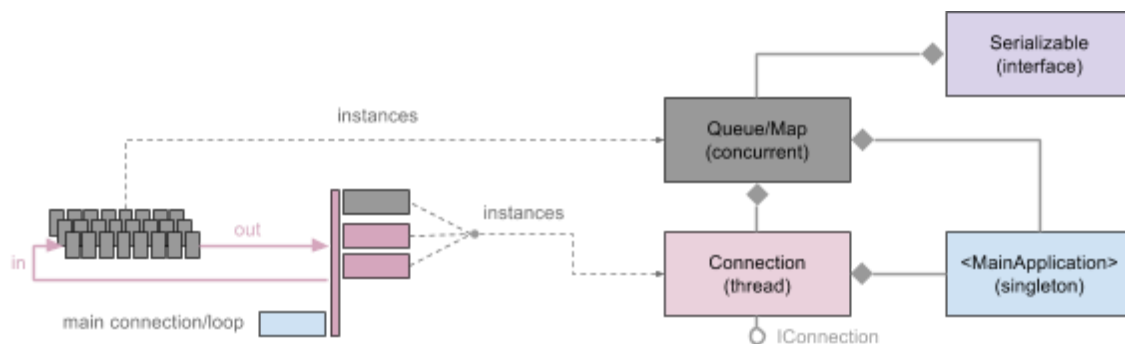 Serializable
(interface)
instances
Queue/Map
(concurrent)
instances
out
in
Connection
(thread)
<MainApplication>
(singleton)
main connection/loop
IConnection